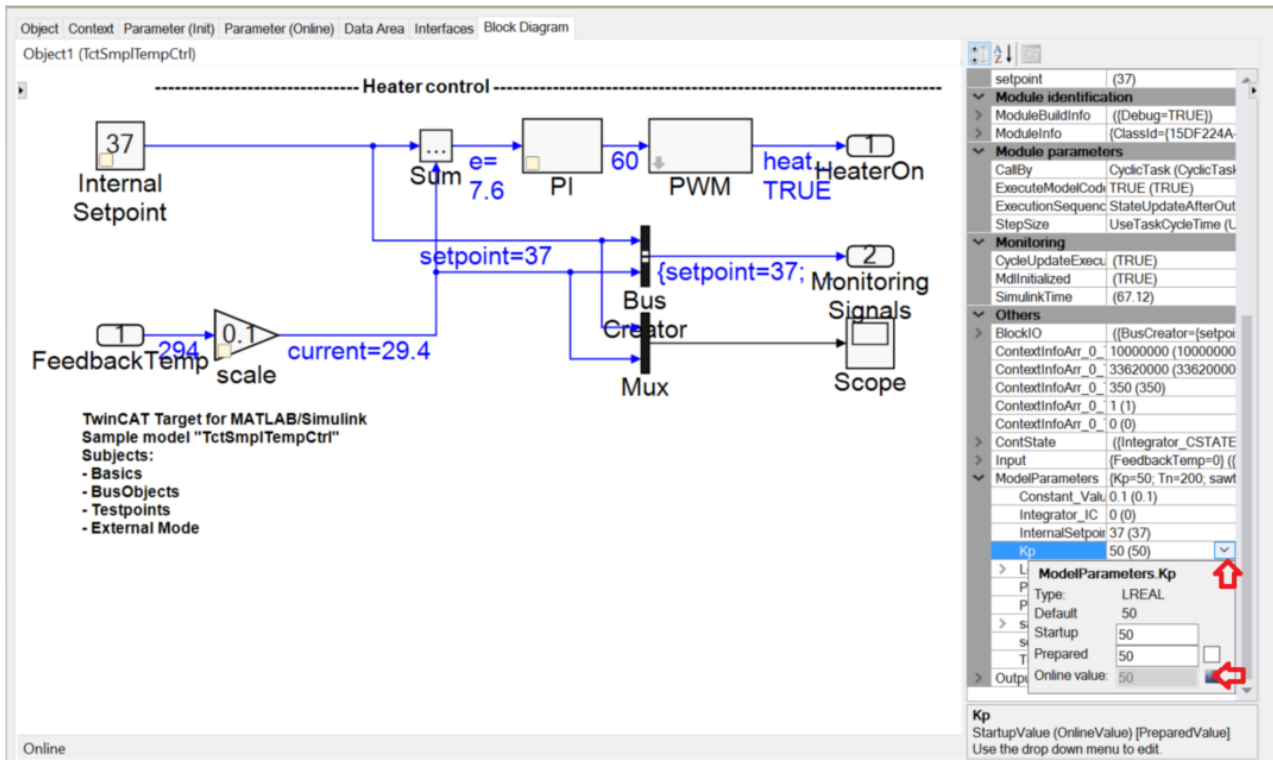 Object Context Parameter (Init) Parameter (Online) Data Area Interfaces Block Diagram
Object1 (TctSmplTempCtrl)
Heater control
37
Internal
Setpoint
...
Sum
e=
7.6
PI
60
PWM
heat...
TRUE
1
HeaterOn
setpoint=37
{setpoint=37; ...
Bus
Creator
2
Monitoring
Signals
1
FeedbackTemp
294
0.1
scale
current=29.4
Mux
Scope
TwinCAT Target for MATLAB/Simulink
Sample model "TctSmplTempCtrl"
Subjects:
- Basics
- BusObjects
- Testpoints
- External Mode
Online
setpoint (37)
Module identification
ModuleBuildInfo ({Debug=TRUE})
ModuleInfo {ClassId={15DF224A-
Module parameters
CallBy CyclicTask (CyclicTask
ExecuteModelCode TRUE (TRUE)
ExecutionSequenc StateUpdateAfterOut
StepSize UseTaskCycleTime (U
Monitoring
CycleUpdateExecu (TRUE)
MdlInitialized (TRUE)
SimulinkTime (67.12)
Others
BlockIO ({BusCreator={setpoi
ContextInfoArr_0_ 10000000 (10000000
ContextInfoArr_0_ 33620000 (33620000
ContextInfoArr_0_ 350 (350)
ContextInfoArr_0_ 1 (1)
ContextInfoArr_0_ 0 (0)
ContState ({Integrator_CSTATE
Input {FeedbackTemp=0} ({
ModelParameters {Kp=50; Tn=200; sawt
Constant_Valu 0.1 (0.1)
Integrator_IC 0 (0)
InternalSetpoir 37 (37)
Kp 50 (50)
ModelParameters.Kp
Type: LREAL
Default 50
Startup 50
Prepared 50
Online value: 50
Outpu
Kp
StartupValue (OnlineValue) [PreparedValue]
Use the drop down menu to edit.